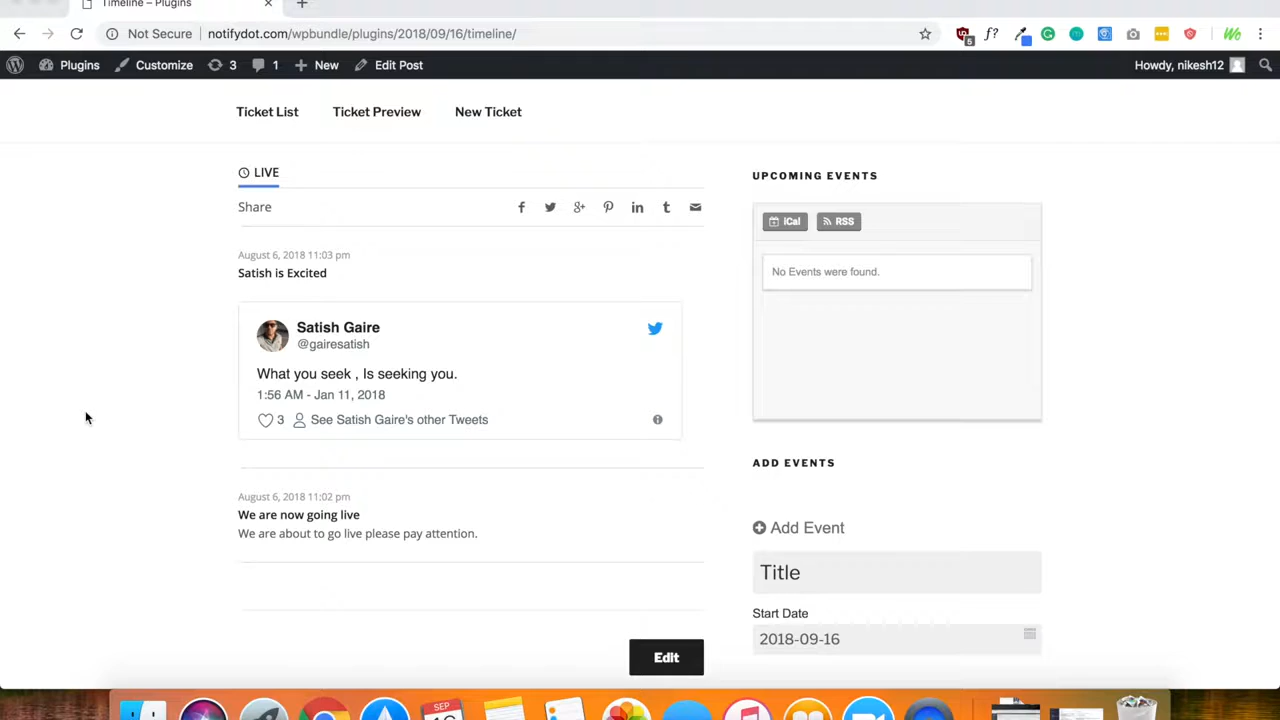 Timeline – Plugins
Not Secure
notifydot.com/wpbundle/plugins/2018/09/16/timeline/
5
f?
Plugins
Customize
3
1
New
Edit Post
Howdy, nikesh12
Ticket List
Ticket Preview
New Ticket
LIVE
Share
August 6, 2018 11:03 pm
Satish is Excited
Satish Gaire
@gairesatish
What you seek , Is seeking you.
1:56 AM - Jan 11, 2018
3
See Satish Gaire's other Tweets
August 6, 2018 11:02 pm
We are now going live
We are about to go live please pay attention.
Edit
UPCOMING EVENTS
iCal
RSS
No Events were found.
ADD EVENTS
Add Event
Title
Start Date
2018-09-16
SEP